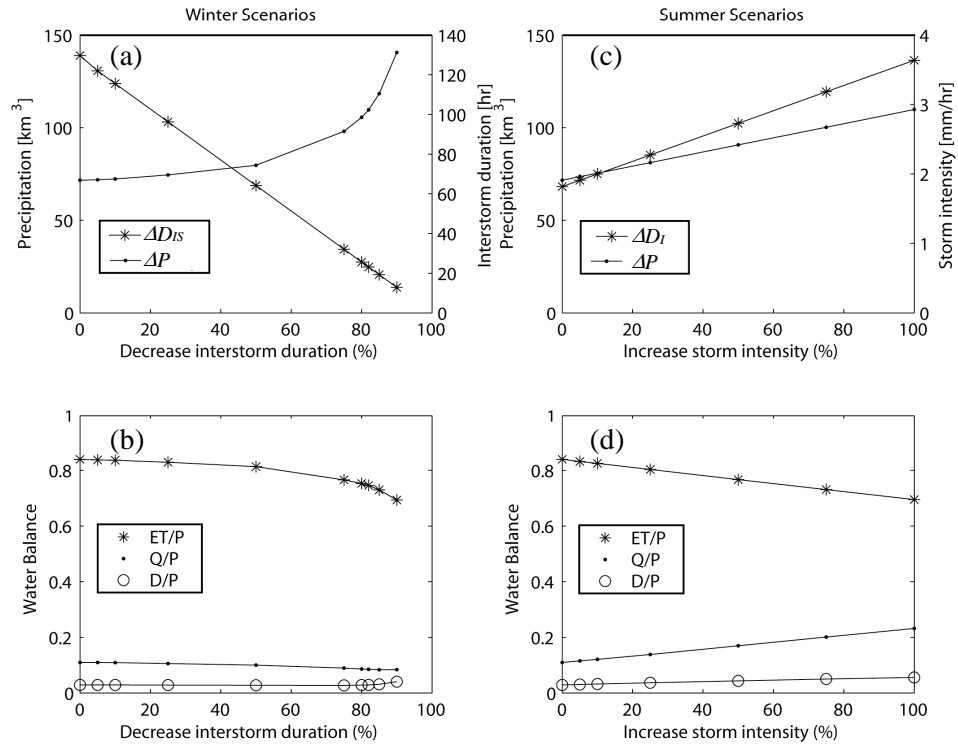 Winter Scenarios
150
100
50
0
Precipitation [km³]
(a)
ΔD_IS
ΔP
140
120
100
80
60
40
20
0
Interstorm duration [hr]
0 20 40 60 80 100
Decrease interstorm duration (%)
Summer Scenarios
150
100
50
0
Precipitation [km³]
(c)
ΔD_I
ΔP
4
3
2
1
0
Storm intensity [mm/hr]
0 20 40 60 80 100
Increase storm intensity (%)
1
0.8
0.6
0.4
0.2
0
Water Balance
(b)
ET/P
Q/P
D/P
0 20 40 60 80 100
Decrease interstorm duration (%)
1
0.8
0.6
0.4
0.2
0
Water Balance
(d)
ET/P
Q/P
D/P
0 20 40 60 80 100
Increase storm intensity (%)